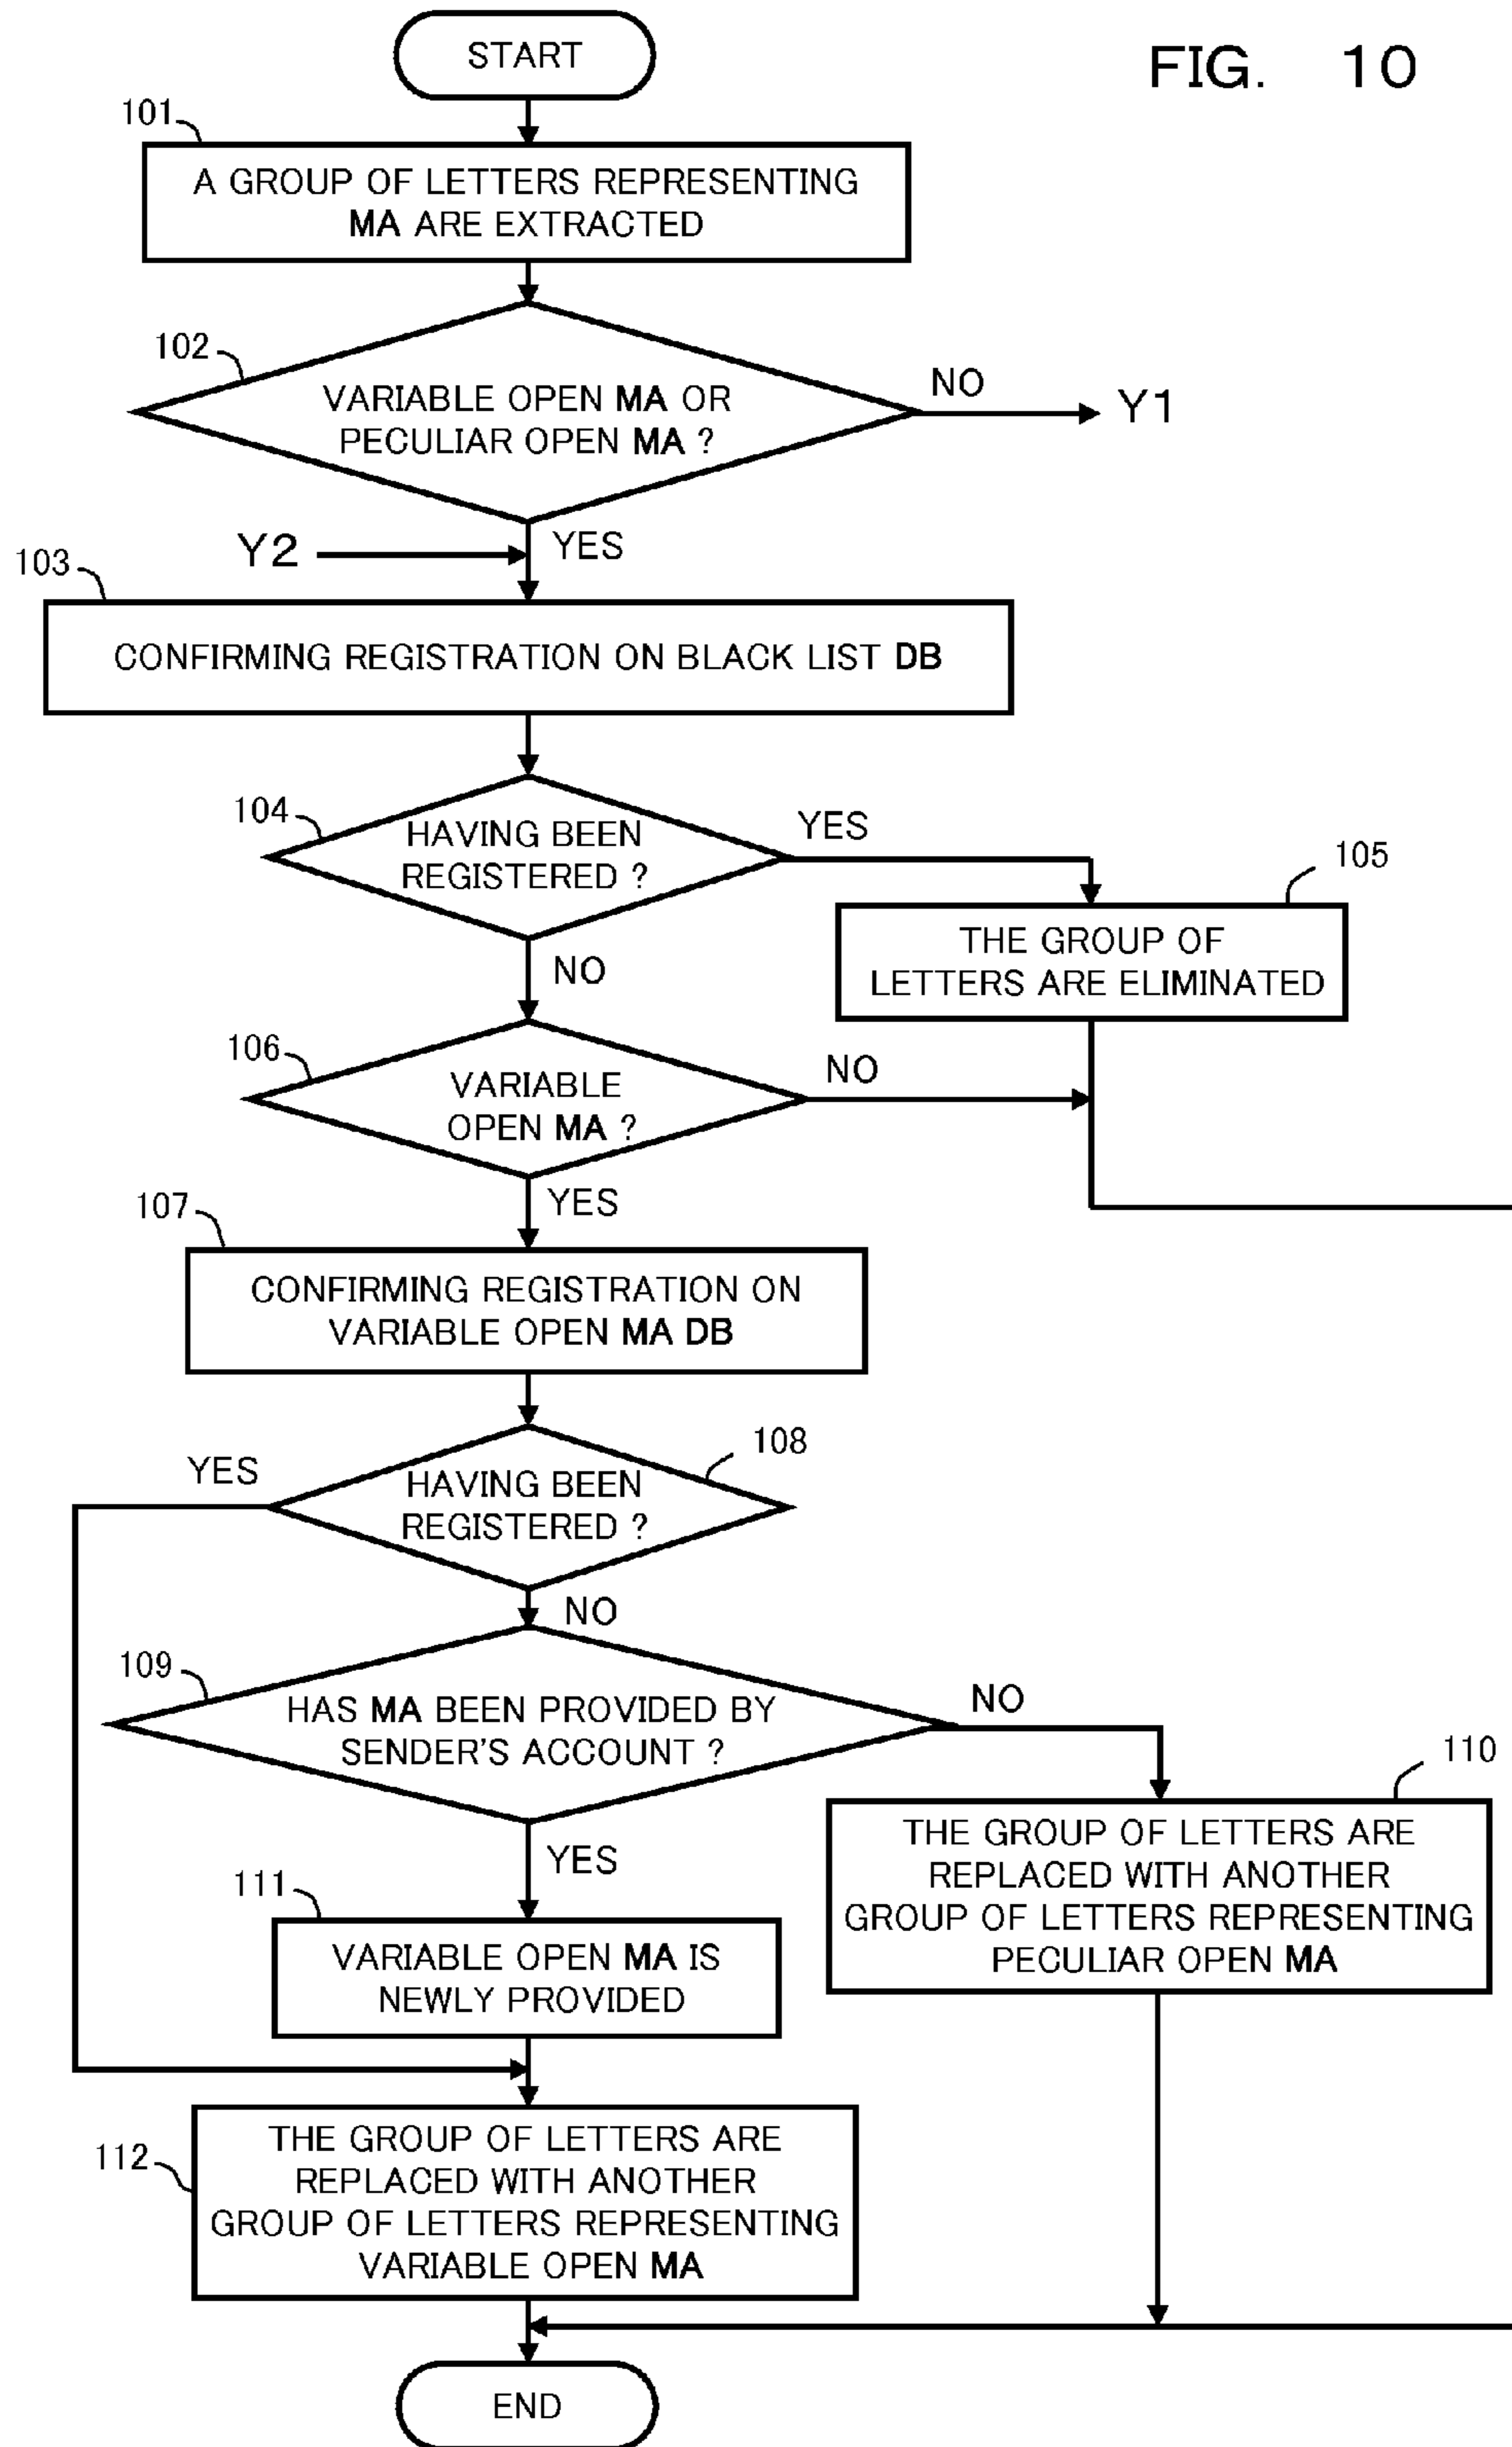 FIG. 10
START
101
A GROUP OF LETTERS REPRESENTING
MA ARE EXTRACTED
102
VARIABLE OPEN MA OR
PECULIAR OPEN MA ?
NO
Y1
Y2
YES
103
CONFIRMING REGISTRATION ON BLACK LIST DB
104
HAVING BEEN
REGISTERED ?
YES
105
THE GROUP OF
LETTERS ARE ELIMINATED
NO
106
VARIABLE
OPEN MA ?
NO
YES
107
CONFIRMING REGISTRATION ON
VARIABLE OPEN MA DB
108
YES
HAVING BEEN
REGISTERED ?
NO
109
HAS MA BEEN PROVIDED BY
SENDER'S ACCOUNT ?
NO
110
THE GROUP OF LETTERS ARE
REPLACED WITH ANOTHER
GROUP OF LETTERS REPRESENTING
PECULIAR OPEN MA
YES
111
VARIABLE OPEN MA IS
NEWLY PROVIDED
112
THE GROUP OF LETTERS ARE
REPLACED WITH ANOTHER
GROUP OF LETTERS REPRESENTING
VARIABLE OPEN MA
END